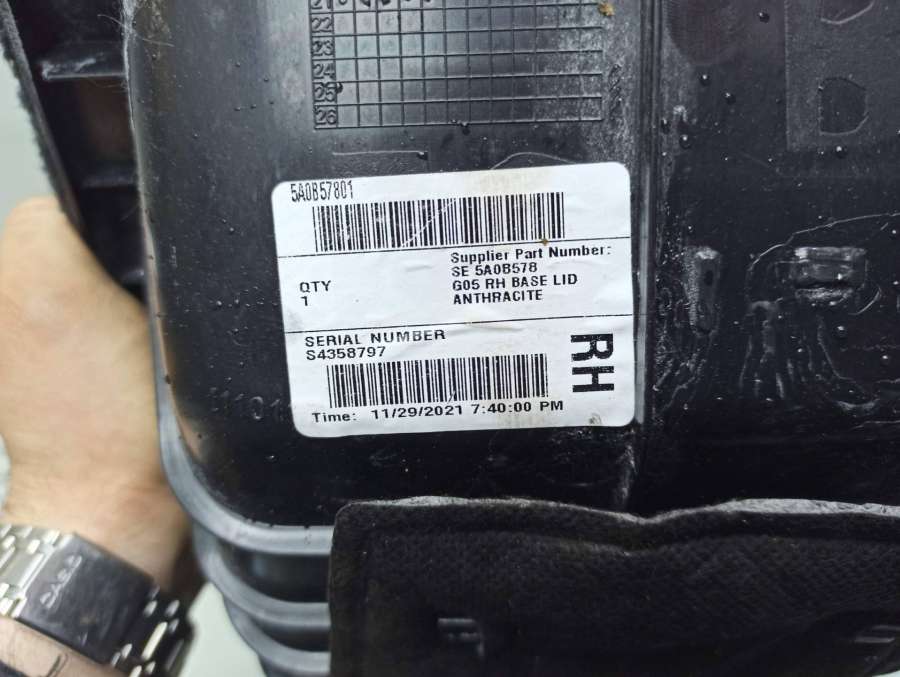 22
23
24
25
26
5A0B57801
Supplier Part Number:
SE 5A0B578
QTY
G05 RH BASE LID
1
ANTHRACITE
SERIAL NUMBER
S4358797
RH
Time: 11/29/2021 7:40:00 PM